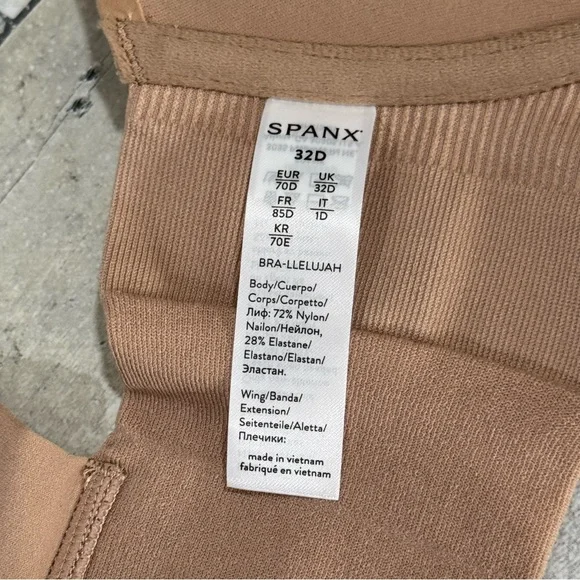 SPANX
32D
EUR UK
70D 32D
FR IT
85D 1D
KR
70E
BRA-LLELUJAH
Body/Cuerpo/
Corps/Corpetto/
Лиф: 72% Nylon/
Nailon/Нейлон,
28% Elastane/
Elastano/Elastan/
Эластан.
Wing/Banda/
Extension/
Seitenteile/Aletta/
Плечики:
made in vietnam
fabriqué en vietnam